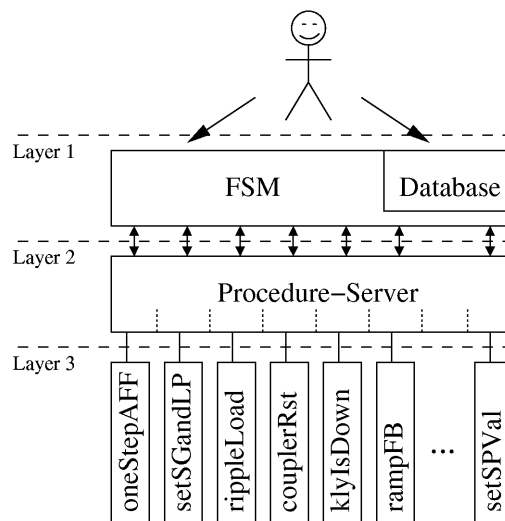 Layer 1
FSM
Database
Layer 2
Procedure-Server
Layer 3
oneStepAFF
setSGandLP
rippleLoad
couplerRst
klyIsDown
rampFB
...
setSPVal